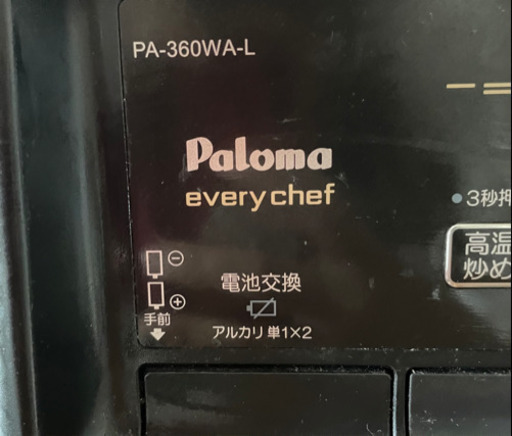 PA-360WA-L
Paloma
every chef
● 3秒押
高温
炒め
⊖
⊕
手前
電池交換
アルカリ 単1×2